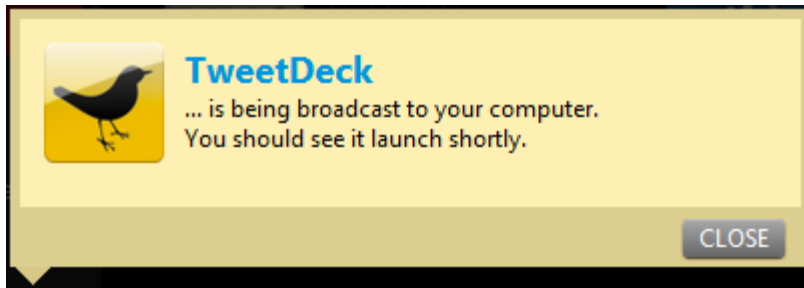 TweetDeck
... is being broadcast to your computer.
You should see it launch shortly.
CLOSE